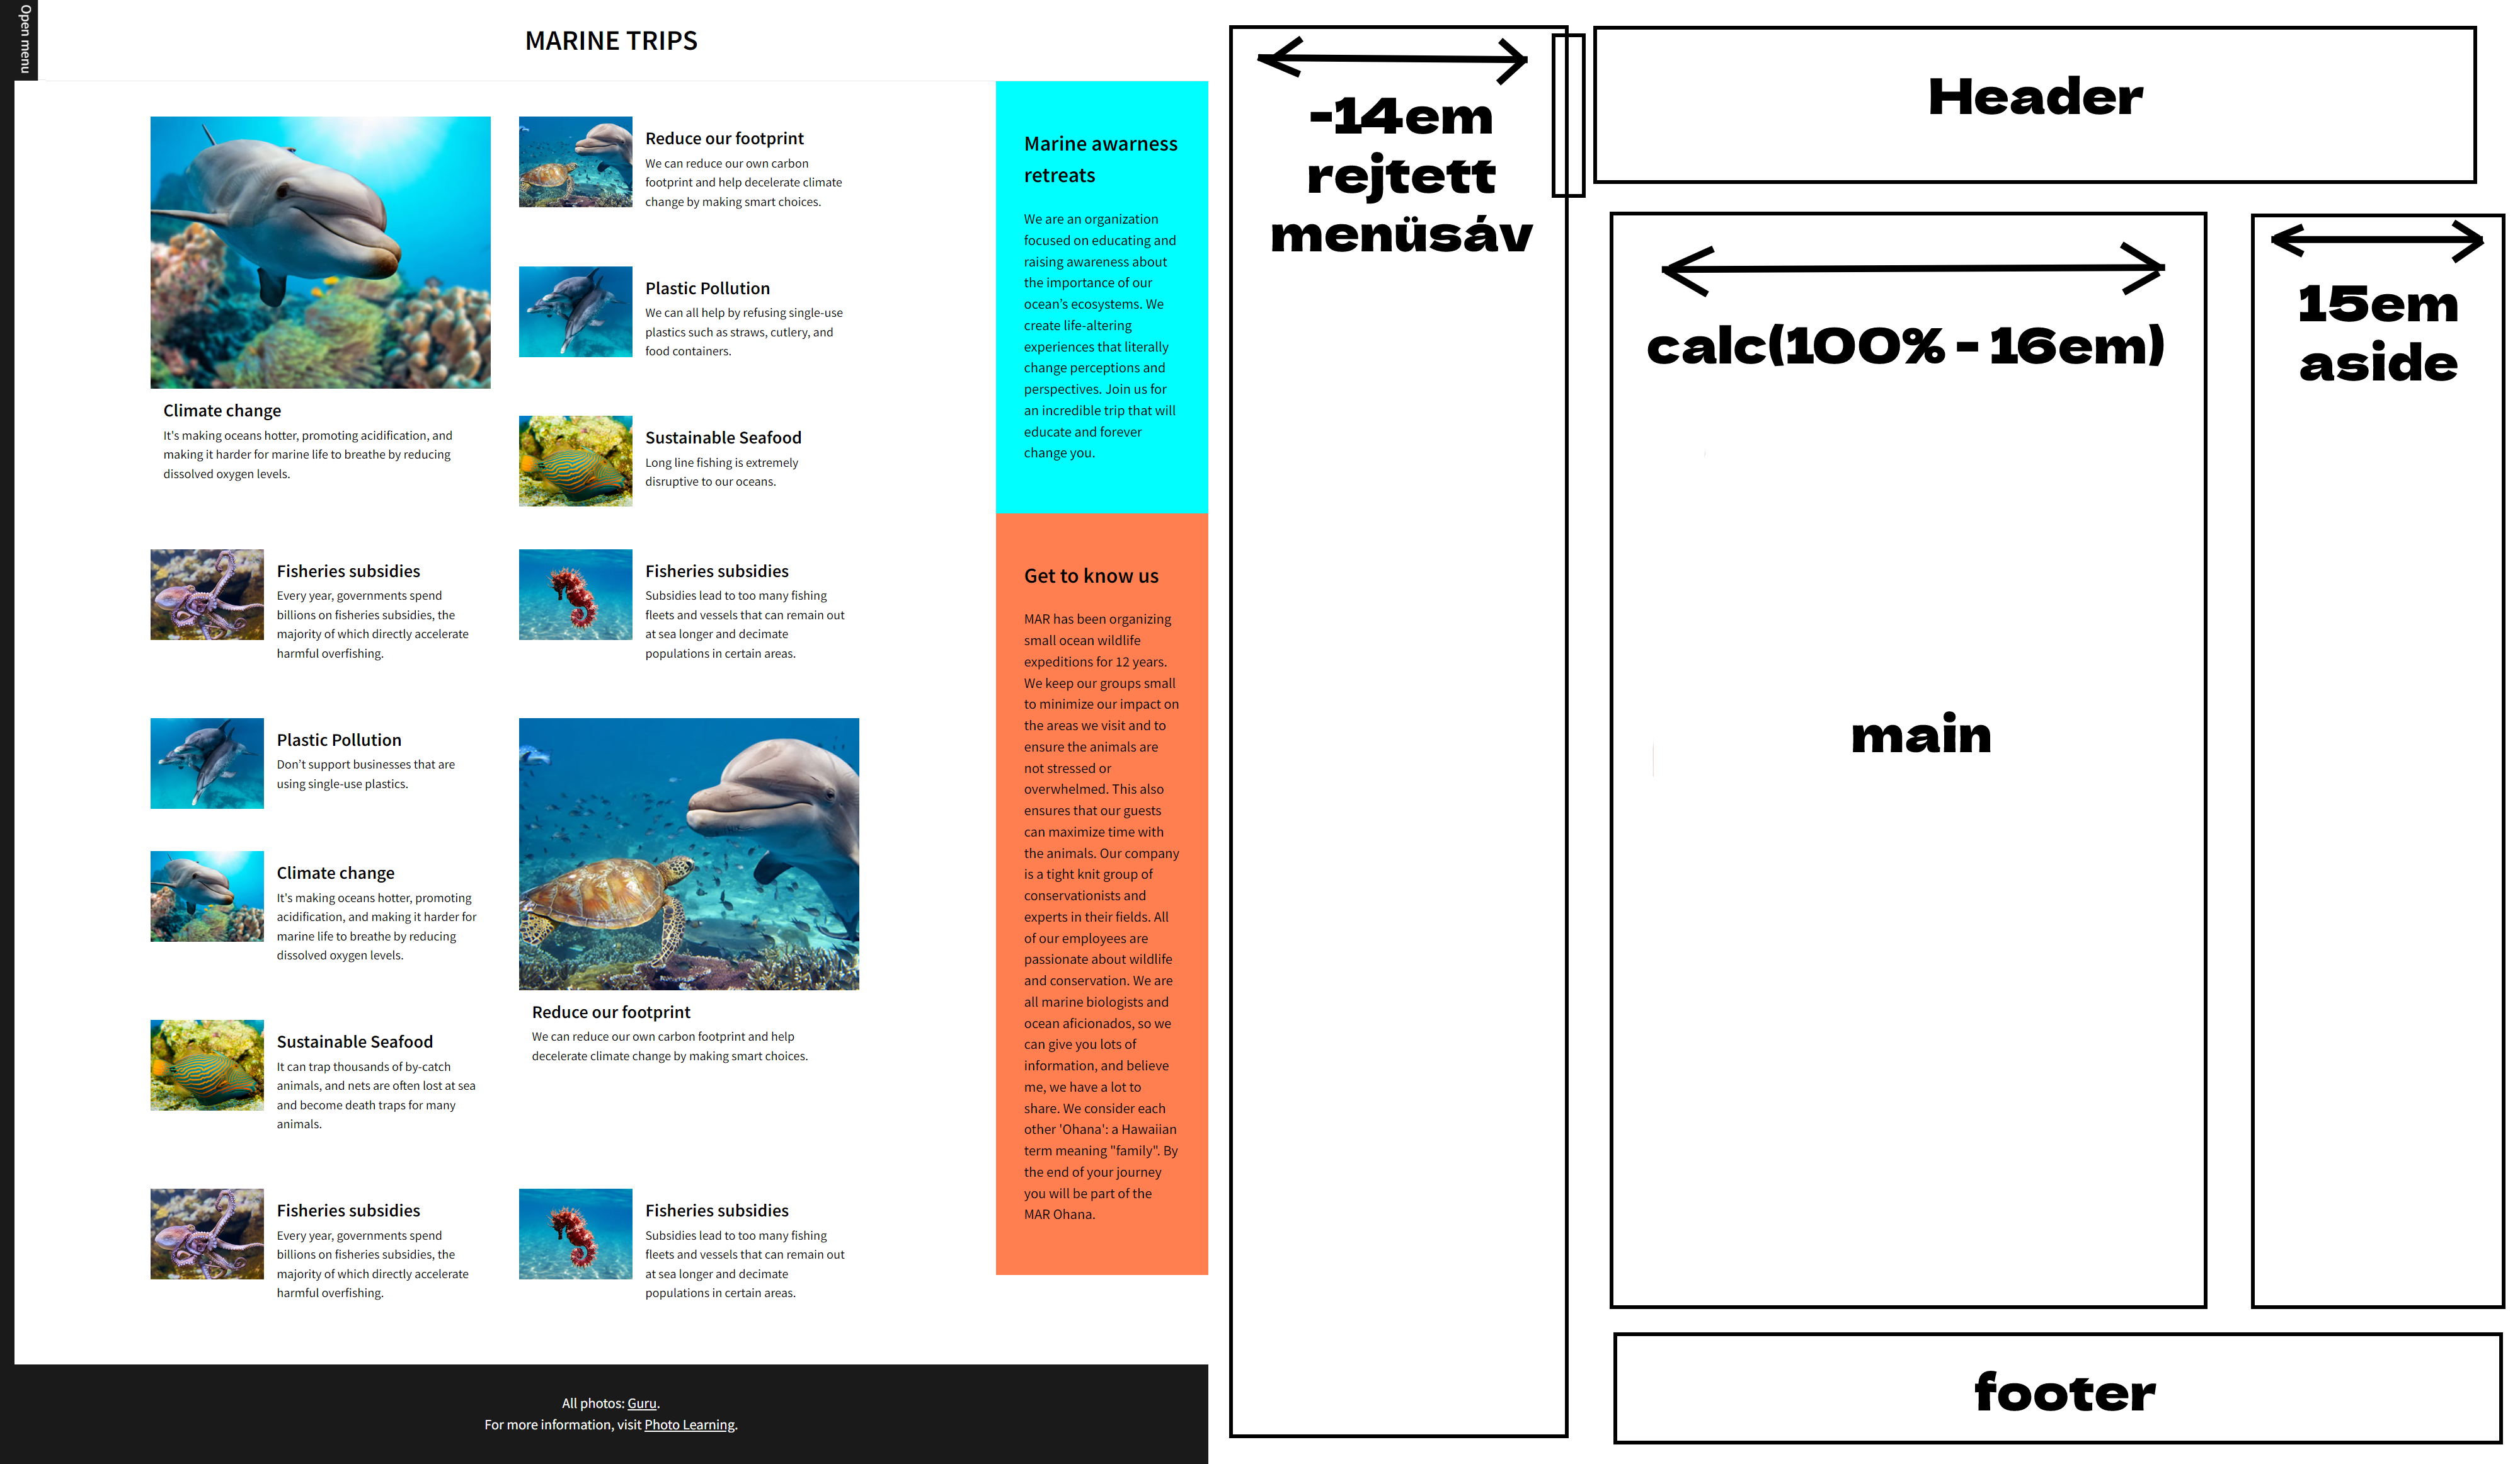 Open menu
MARINE TRIPS
Climate change
It's making oceans hotter, promoting acidification, and
making it harder for marine life to breathe by reducing
dissolved oxygen levels.
Reduce our footprint
We can reduce our own carbon
footprint and help decelerate climate
change by making smart choices.
Plastic Pollution
We can all help by refusing single-use
plastics such as straws, cutlery, and
food containers.
Sustainable Seafood
Long line fishing is extremely
disruptive to our oceans.
Fisheries subsidies
Every year, governments spend
billions on fisheries subsidies, the
majority of which directly accelerate
harmful overfishing.
Fisheries subsidies
Subsidies lead to too many fishing
fleets and vessels that can remain out
at sea longer and decimate
populations in certain areas.
Plastic Pollution
Don't support businesses that are
using single-use plastics.
Climate change
It's making oceans hotter, promoting
acidification, and making it harder for
marine life to breathe by reducing
dissolved oxygen levels.
Sustainable Seafood
It can trap thousands of by-catch
animals, and nets are often lost at sea
and become death traps for many
animals.
Reduce our footprint
We can reduce our own carbon footprint and help
decelerate climate change by making smart choices.
Fisheries subsidies
Every year, governments spend
billions on fisheries subsidies, the
majority of which directly accelerate
harmful overfishing.
Fisheries subsidies
Subsidies lead to too many fishing
fleets and vessels that can remain out
at sea longer and decimate
populations in certain areas.
Marine awarness
retreats
We are an organization
focused on educating and
raising awareness about
the importance of our
ocean's ecosystems. We
create life-altering
experiences that literally
change perceptions and
perspectives. Join us for
an incredible trip that will
educate and forever
change you.
Get to know us
MAR has been organizing
small ocean wildlife
expeditions for 12 years.
We keep our groups small
to minimize our impact on
the areas we visit and to
ensure the animals are
not stressed or
overwhelmed. This also
ensures that our guests
can maximize time with
the animals. Our company
is a tight knit group of
conservationists and
experts in their fields. All
of our employees are
passionate about wildlife
and conservation. We are
all marine biologists and
ocean aficionados, so we
can give you lots of
information, and believe
me, we have a lot to
share. We consider each
other 'Ohana': a Hawaiian
term meaning "family". By
the end of your journey
you will be part of the
MAR Ohana.
All photos: Guru.
For more information, visit Photo Learning.
-14em
rejtett
menüsáv
Header
calc(100% - 16em)
main
15em
aside
footer